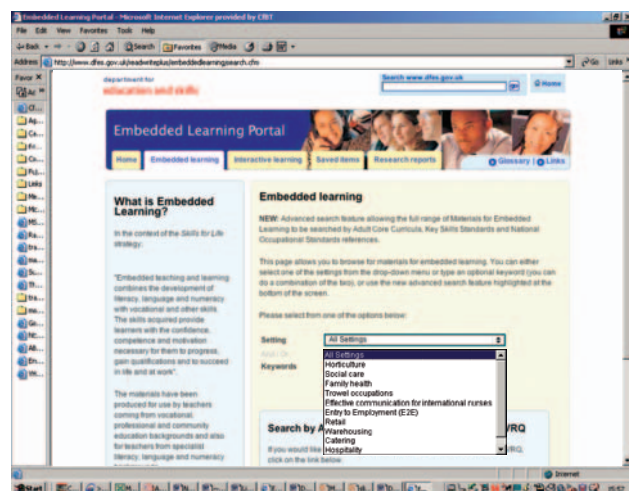 Embedded Learning Portal - Microsoft Internet Explorer provided by CRIT
File Edit View Favorites Tools Help
Back Search Favorites Media
Address http://www.dfes.gov.uk/readwriteplus/embeddedlearningsearch.cfm Go Links
Favor
department for
education and skills
Search www.dfes.gov.uk
Home
Embedded Learning Portal
Home Embedded learning Interactive learning Saved items Research reports
Glossary | Links
What is Embedded
Learning?
In the context of the Skills for Life
strategy:
"Embedded teaching and learning
combines the development of
literacy, language and numeracy
with vocational and other skills.
The skills acquired provide
learners with the confidence,
competence and motivation
necessary for them to progress,
gain qualifications and to succeed
in life and at work".
The materials have been
produced for use by teachers
coming from vocational,
professional and community
education backgrounds and also
for teachers from specialist
literacy, language and numeracy
Embedded learning
NEW: Advanced search feature allowing the full range of Materials for Embedded
Learning to be searched by Adult Core Curricula, Key Skills Standards and National
Occupational Standards references.
This page allows you to browse for materials for embedded learning. You can either
select one of the settings from the drop-down menu or type an optional keyword (you can
do a combination of the two), or use the new advanced search feature highlighted at the
bottom of the screen.
Please select from one of the options below:
Setting All Settings
And / Or
Keywords
All Settings
Horticulture
Social care
Family health
Trowel occupations
Effective communication for international nurses
Entry to Employment (E2E)
Retail
Warehousing
Catering
Hospitality
Search by A
If you would like
click on the link below.
Internet
Start